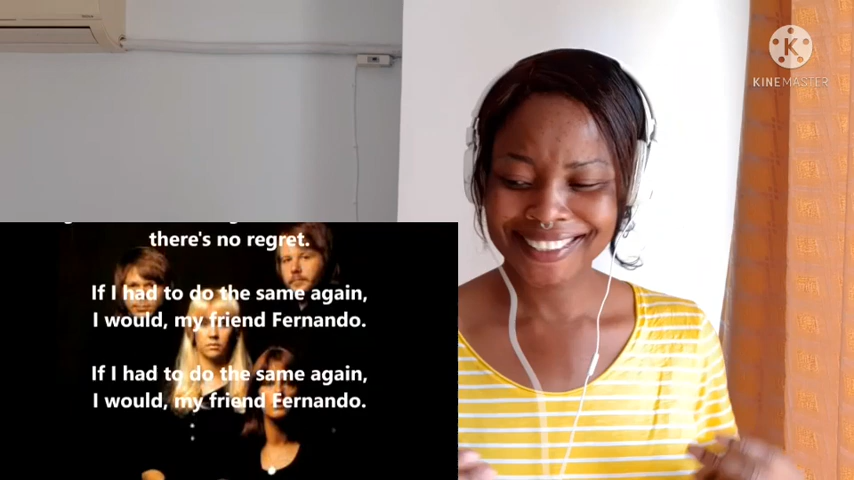 there's no regret.
If I had to do the same again,
I would, my friend Fernando.
If I had to do the same again,
I would, my friend Fernando.
K
KINEMASTER